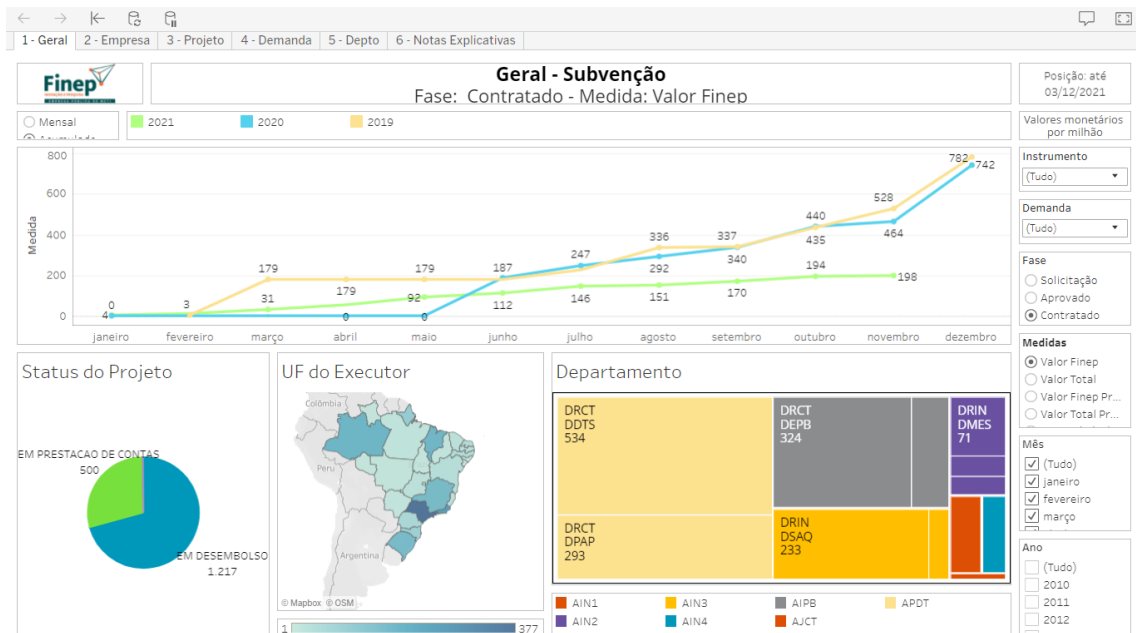 1 - Geral
2 - Empresa
3 - Projeto
4 - Demanda
5 - Depto
6 - Notas Explicativas
Finep
Geral - Subvenção
Fase: Contratado - Medida: Valor Finep
Posição: até
03/12/2021
Mensal
Acumulado
2021
2020
2019
Valores monetários
por milhão
Medida
800
600
400
200
0
782
742
528
440
336
337
464
435
247
292
340
179
179
187
194
198
179
31
92
112
146
151
170
0
3
4
0
0
janeiro
fevereiro
março
abril
maio
junho
julho
agosto
setembro
outubro
novembro
dezembro
Instrumento
(Tudo)
Demanda
(Tudo)
Fase
Solicitação
Aprovado
Contratado
Medidas
Valor Finep
Valor Total
Valor Finep Pr...
Valor Total Pr...
Mês
(Tudo)
janeiro
fevereiro
março
Ano
(Tudo)
2010
2011
2012
Status do Projeto
EM PRESTACAO DE CONTAS
500
EM DESEMBOLSO
1.217
UF do Executor
Colômbia
Peru
Argentina
© Mapbox © OSM
1
377
Departamento
DRCT
DDTS
534
DRCT
DEPB
324
DRIN
DMES
71
DRCT
DPAP
293
DRIN
DSAQ
233
AIN1
AIN3
AIPB
APDT
AIN2
AIN4
AJCT